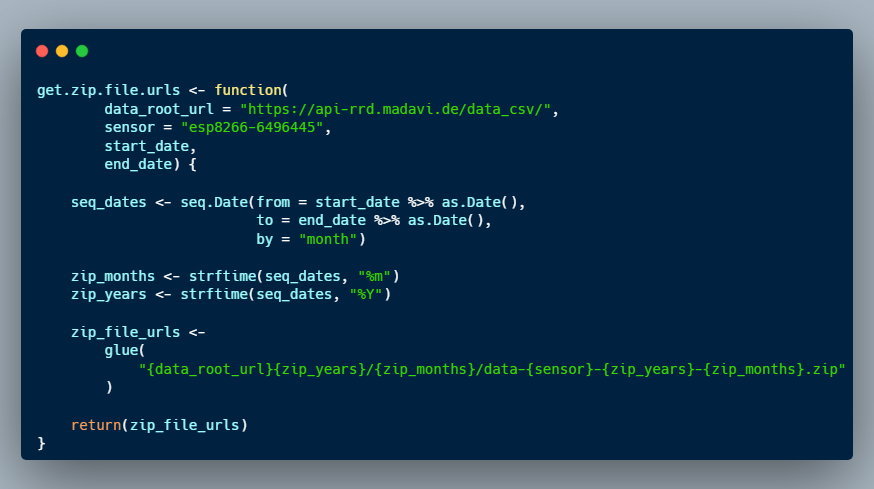 get.zip.file.urls <- function(
        data_root_url = "https://api-rrd.madavi.de/data_csv/",
        sensor = "esp8266-6496445",
        start_date,
        end_date) {
    seq_dates <- seq.Date(from = start_date %>% as.Date(),
                          to = end_date %>% as.Date(),
                          by = "month")
    zip_months <- strftime(seq_dates, "%m")
    zip_years <- strftime(seq_dates, "%Y")
    zip_file_urls <-
        glue(
            "{data_root_url}{zip_years}/{zip_months}/data-{sensor}-{zip_years}-{zip_months}.zip"
        )
    return(zip_file_urls)
}